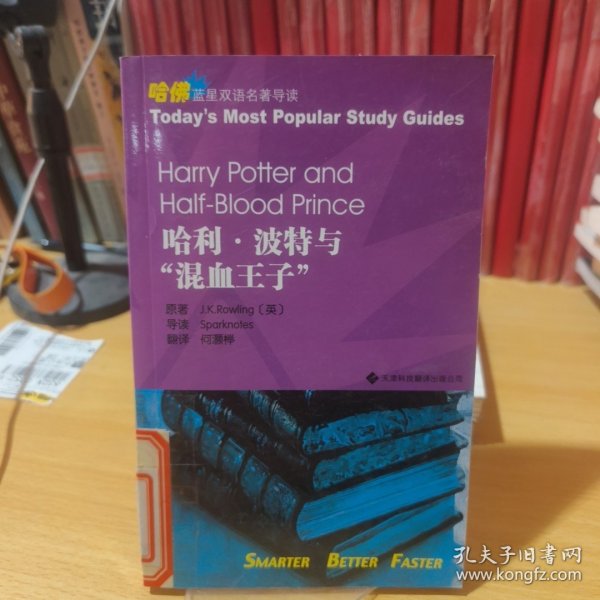 哈佛蓝星双语名著导读
Today's Most Popular Study Guides
Harry Potter and
Half-Blood Prince
哈利·波特与
“混血王子”
原著 J.K.Rowling〔英〕
导读 Sparknotes
翻译 何灏桦
天津科技翻译出版公司
SMARTER BETTER FASTER
孔夫子旧书网
www.kongfz.com